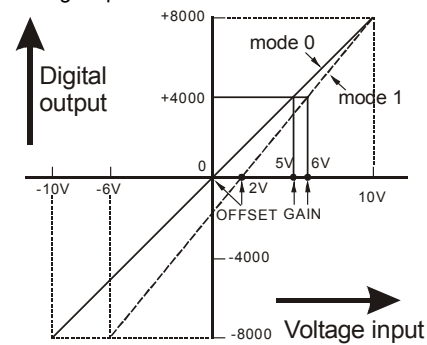 +8000
mode 0
Digital
output
+4000
mode 1
0
5V
6V
-10V
-6V
2V
10V
OFFSET GAIN
-4000
-8000
Voltage input